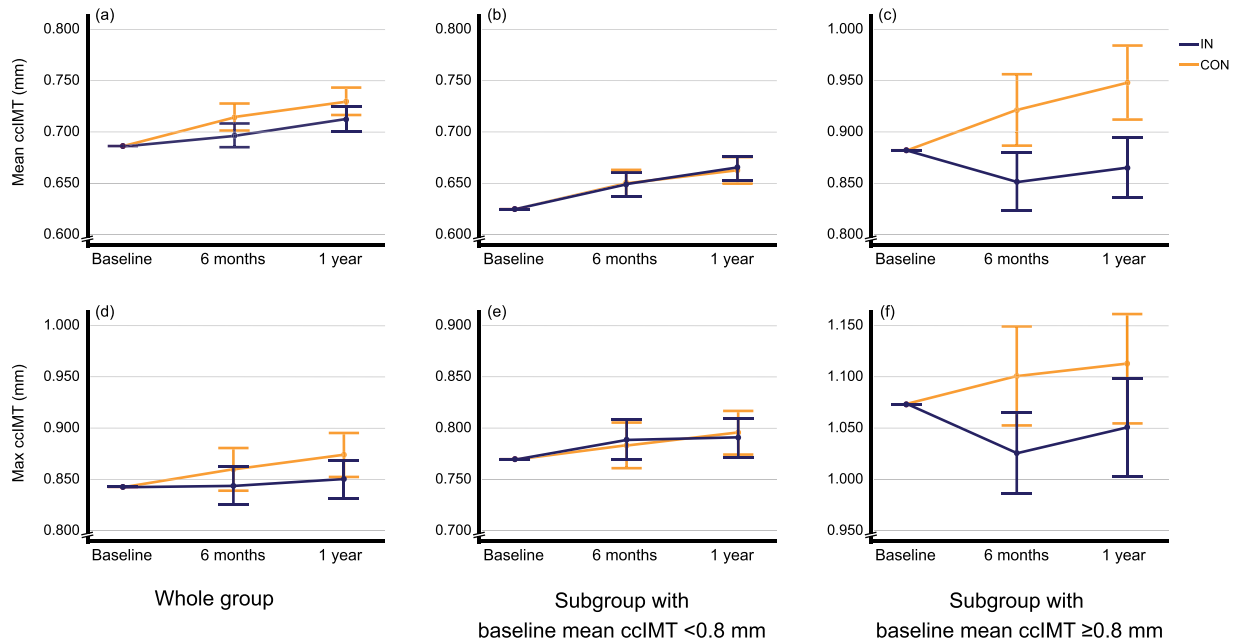 (a)
0.800
0.750
0.700
0.650
0.600
Mean ccIMT (mm)
Baseline 6 months 1 year
(b)
0.800
0.750
0.700
0.650
0.600
Baseline 6 months 1 year
(c)
1.000
0.950
0.900
0.850
0.800
Baseline 6 months 1 year
IN
CON
(d)
1.000
0.950
0.900
0.850
0.800
Max ccIMT (mm)
Baseline 6 months 1 year
(e)
0.900
0.850
0.800
0.750
0.700
Baseline 6 months 1 year
(f)
1.150
1.100
1.050
1.000
0.950
Baseline 6 months 1 year
Whole group
Subgroup with
baseline mean ccIMT <0.8 mm
Subgroup with
baseline mean ccIMT ≥0.8 mm